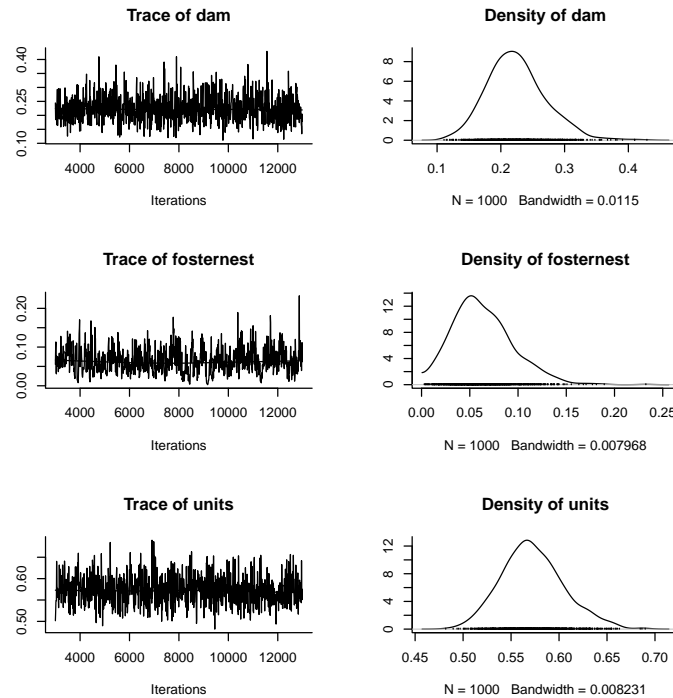 Trace of dam
0.10 0.25 0.40
4000 6000 8000 10000 12000
Iterations
Density of dam
0 2 4 6 8
0.1 0.2 0.3 0.4
N = 1000 Bandwidth = 0.0115
Trace of fosternest
0.00 0.10 0.20
4000 6000 8000 10000 12000
Iterations
Density of fosternest
0 4 8 12
0.00 0.05 0.10 0.15 0.20 0.25
N = 1000 Bandwidth = 0.007968
Trace of units
0.50 0.60
4000 6000 8000 10000 12000
Iterations
Density of units
0 4 8 12
0.45 0.50 0.55 0.60 0.65 0.70
N = 1000 Bandwidth = 0.008231